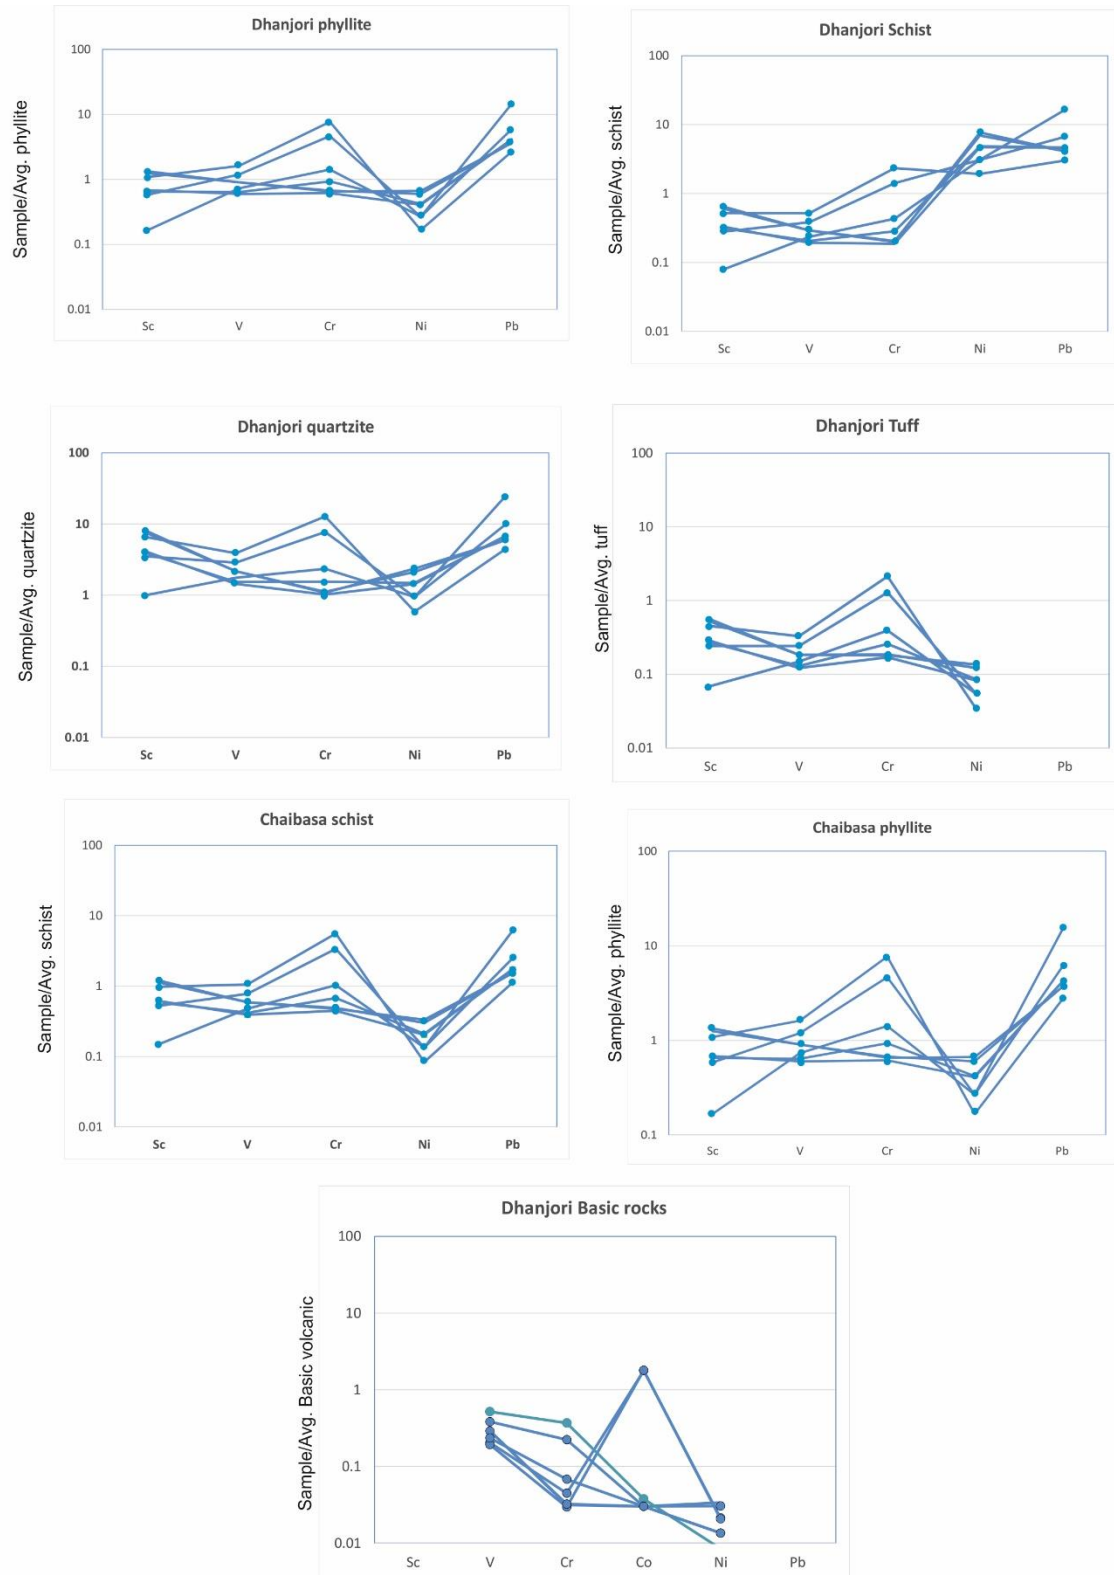 Dhanjori phyllite
Sample/Avg. phyllite
100
10
1
0.1
0.01
Sc V Cr Ni Pb
Dhanjori Schist
Sample/Avg. schist
100
10
1
0.1
0.01
Sc V Cr Ni Pb
Dhanjori quartzite
Sample/Avg. quartzite
100
10
1
0.1
0.01
Sc V Cr Ni Pb
Dhanjori Tuff
Sample/Avg. tuff
100
10
1
0.1
0.01
Sc V Cr Ni Pb
Chaibasa schist
Sample/Avg. schist
100
10
1
0.1
0.01
Sc V Cr Ni Pb
Chaibasa phyllite
Sample/Avg. phyllite
100
10
1
0.1
Sc V Cr Ni Pb
Dhanjori Basic rocks
Sample/Avg. Basic volcanic
100
10
1
0.1
0.01
Sc V Cr Co Ni Pb